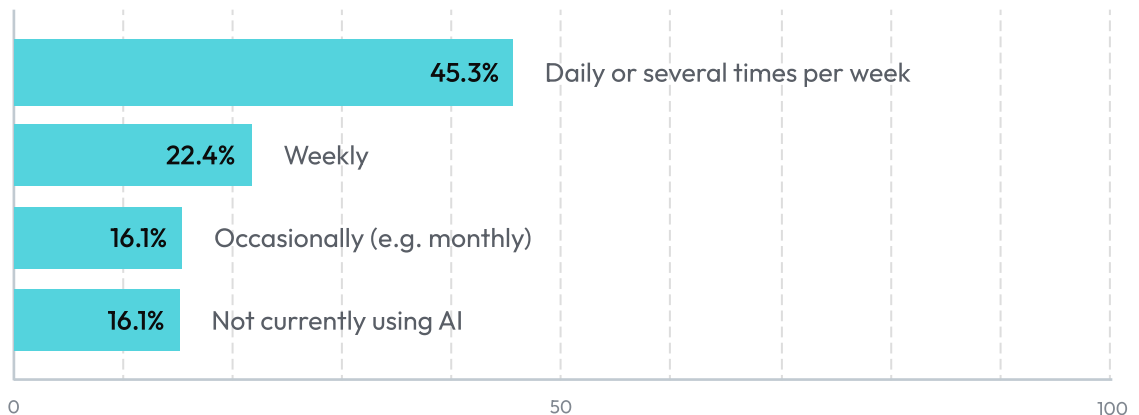 45.3% Daily or several times per week
22.4% Weekly
16.1% Occasionally (e.g. monthly)
16.1% Not currently using AI
0 50 100